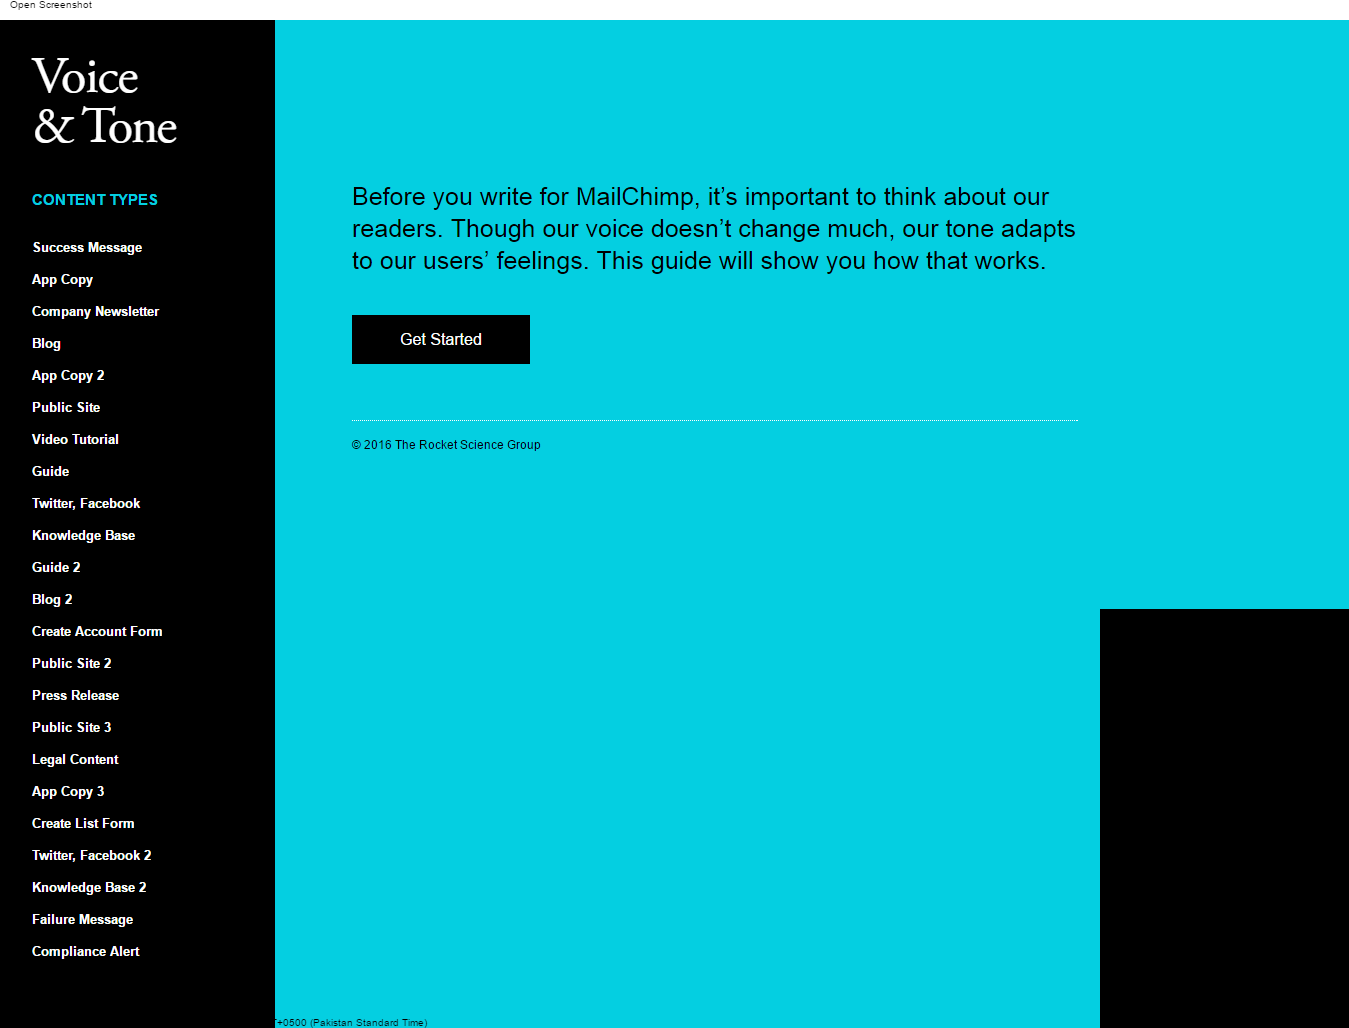 Open Screenshot
Voice
& Tone
CONTENT TYPES
Success Message
App Copy
Company Newsletter
Blog
App Copy 2
Public Site
Video Tutorial
Guide
Twitter, Facebook
Knowledge Base
Guide 2
Blog 2
Create Account Form
Public Site 2
Press Release
Public Site 3
Legal Content
App Copy 3
Create List Form
Twitter, Facebook 2
Knowledge Base 2
Failure Message
Compliance Alert
Before you write for MailChimp, it’s important to think about our
readers. Though our voice doesn’t change much, our tone adapts
to our users’ feelings. This guide will show you how that works.
Get Started
© 2016 The Rocket Science Group
+0500 (Pakistan Standard Time)